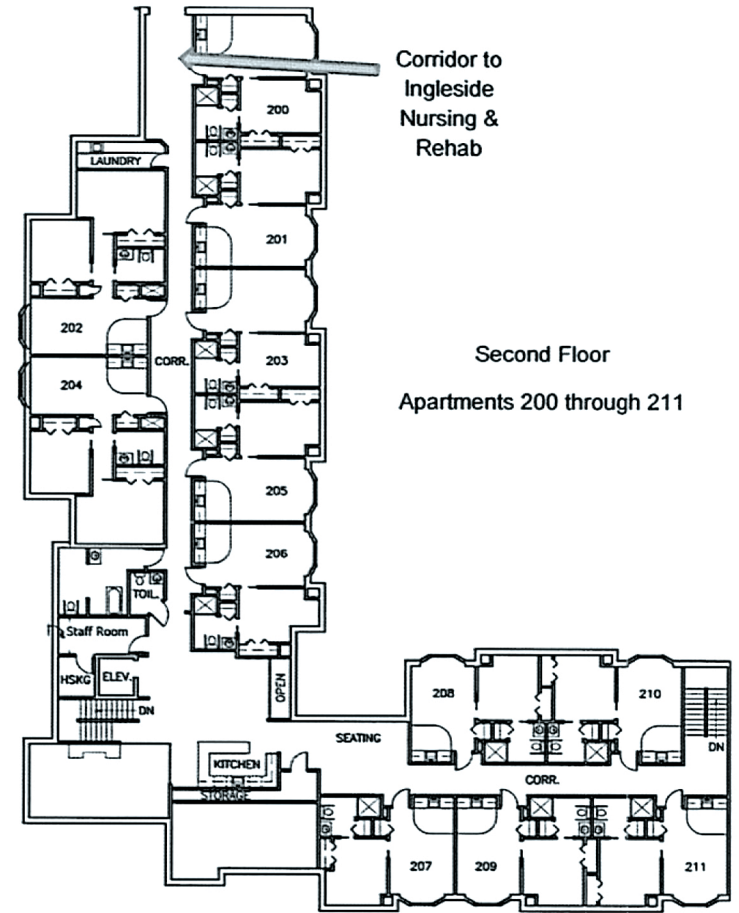 Corridor to
Ingleside
Nursing &
Rehab
200
LAUNDRY
201
202
CORR.
203
204
Second Floor
Apartments 200 through 211
205
206
TOIL.
Staff Room
HSKG
ELEV.
OPEN
DN
208
210
SEATING
DN
KITCHEN
STORAGE
CORR.
207
209
211